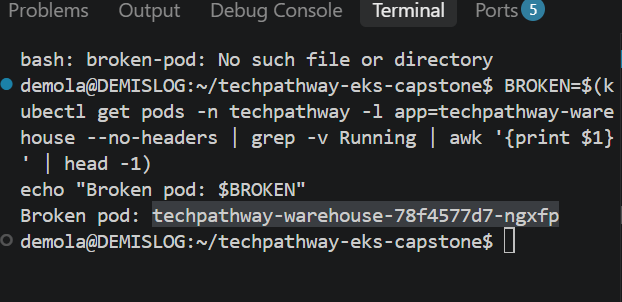 Problems Output Debug Console Terminal Ports 5
bash: broken-pod: No such file or directory
demola@DEMISLOG:~/techpathway-eks-capstone$ BROKEN=$(k
ubectl get pods -n techpathway -l app=techpathway-ware
house --no-headers | grep -v Running | awk '{print $1}
' | head -1)
echo "Broken pod: $BROKEN"
Broken pod: techpathway-warehouse-78f4577d7-ngxfp
demola@DEMISLOG:~/techpathway-eks-capstone$